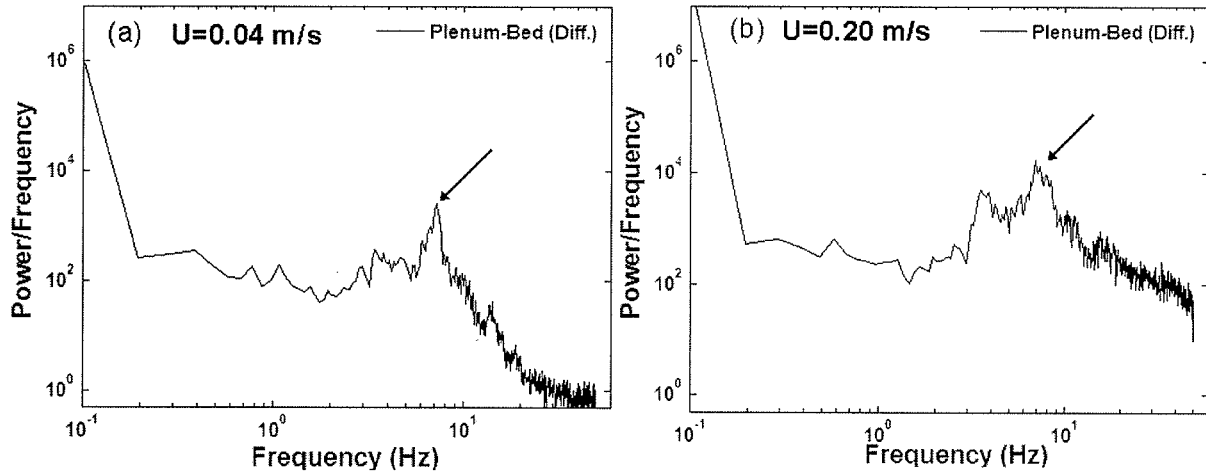 (a) U=0.04 m/s
Plenum-Bed (Diff.)
Power/Frequency
10^6
10^4
10^2
10^0
10^-1
10^0
10^1
Frequency (Hz)
(b) U=0.20 m/s
Plenum-Bed (Diff.)
Power/Frequency
10^6
10^4
10^2
10^0
10^-1
10^0
10^1
Frequency (Hz)